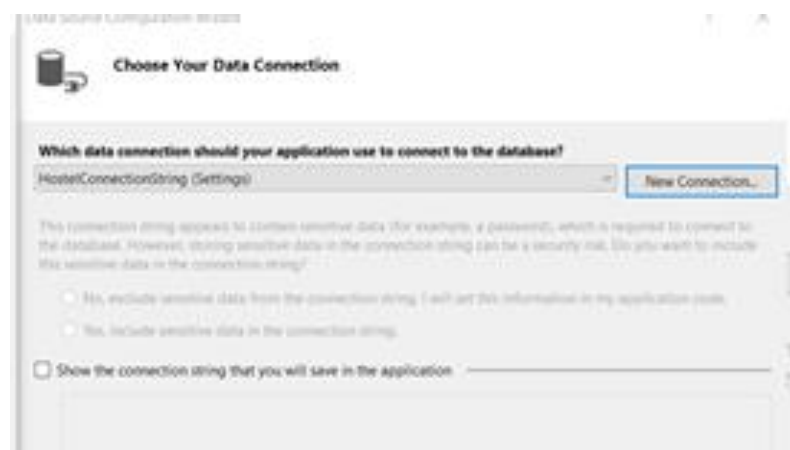 Data Source Configuration Wizard
? X
Choose Your Data Connection
Which data connection should your application use to connect to the database?
HostelConnectionString (Settings)
New Connection...
This connection string appears to contain sensitive data (for example, a password), which is required to connect to
the database. However, storing sensitive data in the connection string can be a security risk. Do you want to include
this sensitive data in the connection string?
No, exclude sensitive data from the connection string. I will set this information in my application code.
Yes, include sensitive data in the connection string.
Show the connection string that you will save in the application